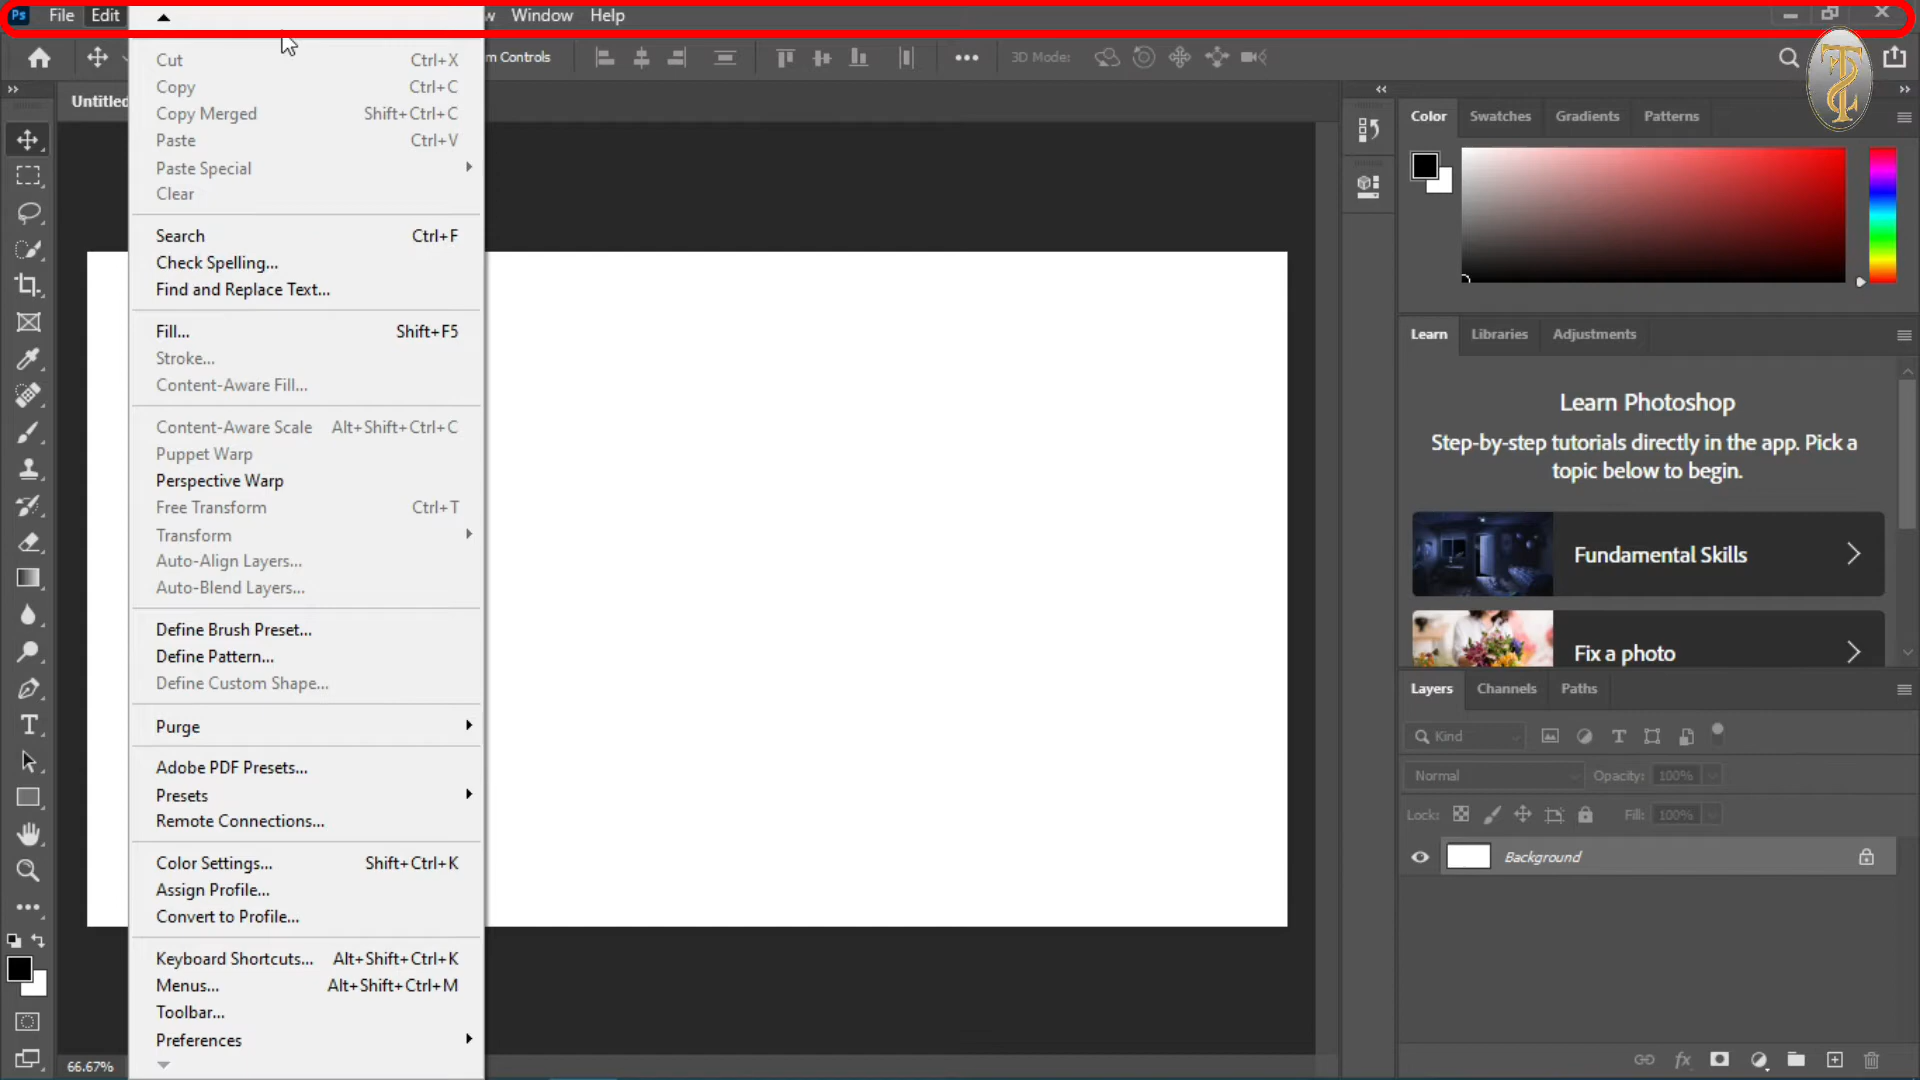 Ps File Edit Window Help
m Controls 3D Mode:
Untitled
Cut Ctrl+X
Copy Ctrl+C
Copy Merged Shift+Ctrl+C
Paste Ctrl+V
Paste Special
Clear
Search Ctrl+F
Check Spelling...
Find and Replace Text...
Fill... Shift+F5
Stroke...
Content-Aware Fill...
Content-Aware Scale Alt+Shift+Ctrl+C
Puppet Warp
Perspective Warp
Free Transform Ctrl+T
Transform
Auto-Align Layers...
Auto-Blend Layers...
Define Brush Preset...
Define Pattern...
Define Custom Shape...
Purge
Adobe PDF Presets...
Presets
Remote Connections...
Color Settings... Shift+Ctrl+K
Assign Profile...
Convert to Profile...
Keyboard Shortcuts... Alt+Shift+Ctrl+K
Menus... Alt+Shift+Ctrl+M
Toolbar...
Preferences
66.67%
Color Swatches Gradients Patterns
Learn Libraries Adjustments
Learn Photoshop
Step-by-step tutorials directly in the app. Pick a
topic below to begin.
Fundamental Skills
Fix a photo
Layers Channels Paths
Kind
Normal Opacity: 100%
Lock: Fill: 100%
Background